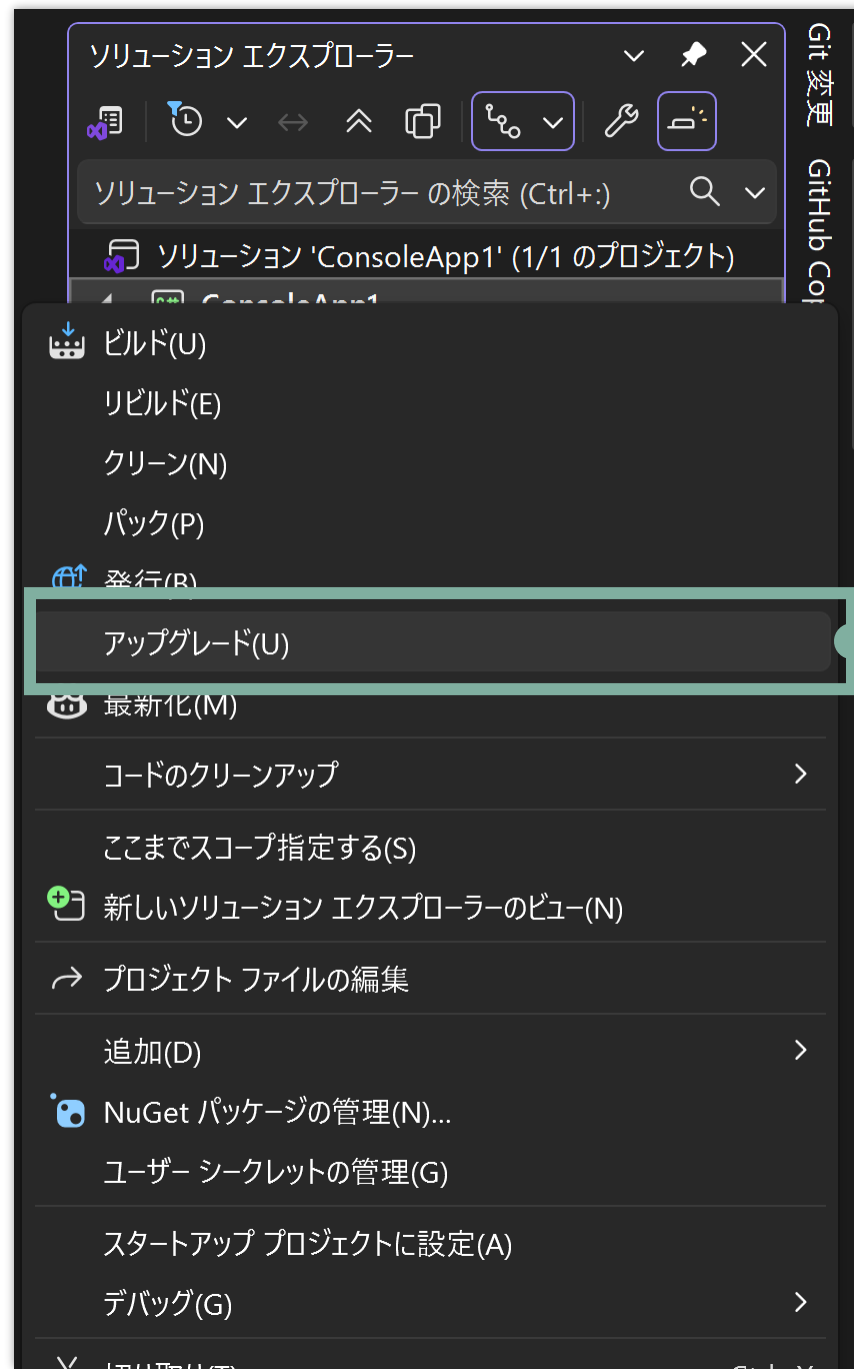 ソリューション エクスプローラー
Git 変更
GitHub
ソリューション エクスプローラー の検索 (Ctrl+:)
ソリューション 'ConsoleApp1' (1/1 のプロジェクト)
ConsoleApp1
ビルド(U)
リビルド(E)
クリーン(N)
パック(P)
発行(B)
アップグレード(U)
最新化(M)
コードのクリーンアップ
ここまでスコープ指定する(S)
新しいソリューション エクスプローラーのビュー(N)
プロジェクト ファイルの編集
追加(D)
NuGet パッケージの管理(N)...
ユーザー シークレットの管理(G)
スタートアップ プロジェクトに設定(A)
デバッグ(G)
切り取り(T)